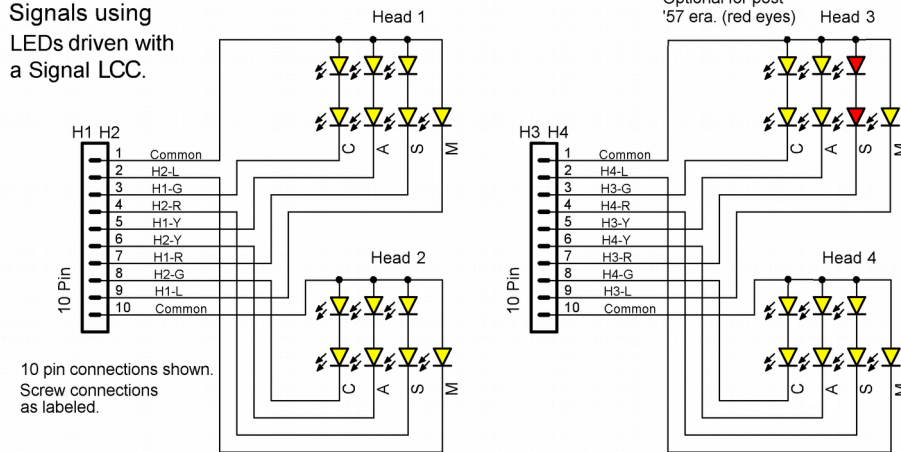 Signals using
LEDs driven with
a Signal LCC.
Head 1
H1 H2
1 Common
2 H2-L
3 H1-G
4 H2-R
5 H1-Y
6 H2-Y
7 H1-R
8 H2-G
9 H1-L
10 Common
10 Pin
C A S M
Head 2
C A S M
10 pin connections shown.
Screw connections
as labeled.
Optional for post
'57 era. (red eyes)
Head 3
H3 H4
1 Common
2 H4-L
3 H3-G
4 H4-R
5 H3-Y
6 H4-Y
7 H3-R
8 H4-G
9 H3-L
10 Common
10 Pin
C A S M
Head 4
C A S M